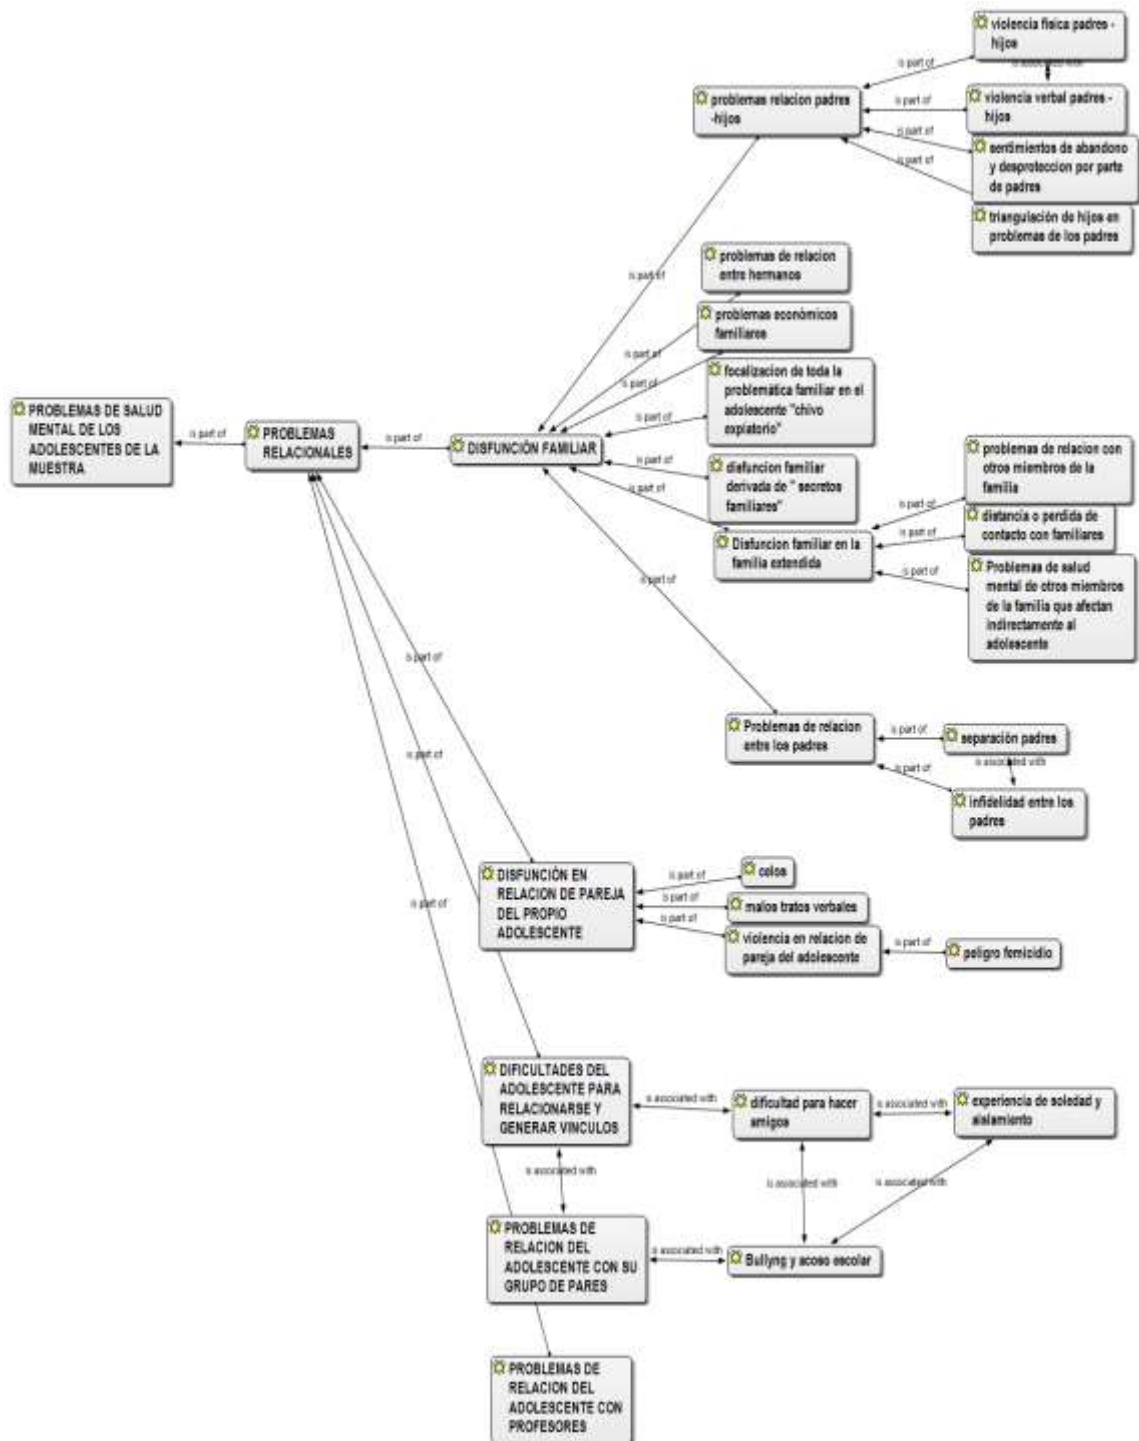 violencia fisica padres -
hijos
is part of
is associated with
problemas relacion padres
-hijos
is part of
violencia verbal padres -
hijos
is part of
sentimientos de abandono
y desproteccion por parte
de padres
is part of
triangulación de hijos en
problemas de los padres
problemas de relacion
entre hermanos
is part of
problemas económicos
familiares
is part of
is part of
focalizacion de toda la
problemática familiar en el
adolescente "chivo
expiatorio"
is part of
PROBLEMAS DE SALUD
MENTAL DE LOS
ADOLESCENTES DE LA
MUESTRA
is part of
PROBLEMAS
RELACIONALES
is part of
DISFUNCIÓN FAMILIAR
is part of
disfuncion familiar
derivada de " secretos
familiares"
is part of
problemas de relacion con
otros miembros de la
familia
is part of
Disfuncion familiar en la
familia extendida
is part of
distancia o perdida de
contacto con familiares
is part of
Problemas de salud
mental de otros miembros
de la familia que afectan
indirectamente al
adolescente
is part of
is part of
Problemas de relacion
entre los padres
is part of
separación padres
is associated with
is part of
infidelidad entre los
padres
is part of
is part of
DISFUNCIÓN EN
RELACION DE PAREJA
DEL PROPIO
ADOLESCENTE
is part of
celos
is part of
malos tratos verbales
is part of
violencia en relacion de
pareja del adolescente
is part of
peligro femicidio
DIFICULTADES DEL
ADOLESCENTE PARA
RELACIONARSE Y
GENERAR VINCULOS
is associated with
dificultad para hacer
amigos
is associated with
experiencia de soledad y
aislamiento
is associated with
is associated with
is associated with
PROBLEMAS DE
RELACION DEL
ADOLESCENTE CON SU
GRUPO DE PARES
is associated with
Bullyng y acoso escolar
PROBLEMAS DE
RELACION DEL
ADOLESCENTE CON
PROFESORES